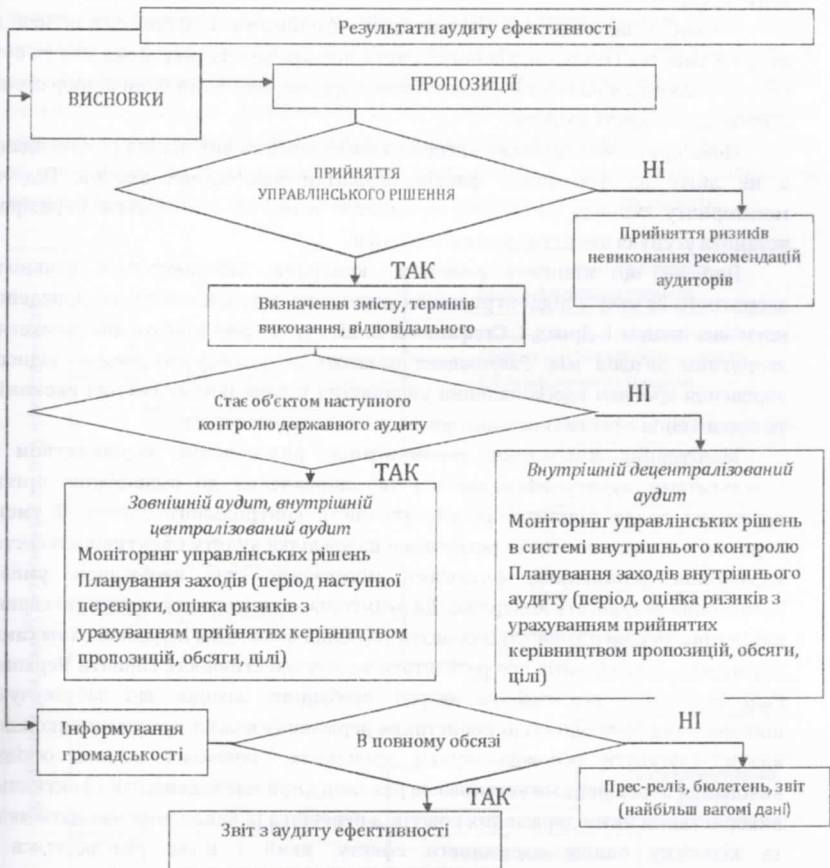 Результати аудиту ефективності
ВИСНОВКИ
ПРОПОЗИЦІЇ
ПРИЙНЯТТЯ
УПРАВЛІНСЬКОГО РІШЕННЯ
НІ
Прийняття ризиків
невиконання рекомендацій
аудиторів
ТАК
Визначення змісту, термінів
виконання, відповідального
Стає об'єктом наступного
контролю державного аудиту
НІ
ТАК
Зовнішній аудит, внутрішній
централізований аудит
Моніторинг управлінських рішень
Планування заходів (період наступної
перевірки, оцінка ризиків з
урахуванням прийнятих керівництвом
пропозицій, обсяги, цілі)
Внутрішній децентралізований
аудит
Моніторинг управлінських рішень
в системі внутрішнього контролю
Планування заходів внутрішнього
аудиту (період, оцінка ризиків з
урахуванням прийнятих
керівництвом пропозицій, обсяги,
цілі)
Інформування
громадськості
В повному обсязі
НІ
ТАК
Прес-реліз, бюлетень, звіт
(найбільш вагомі дані)
Звіт з аудиту ефективності